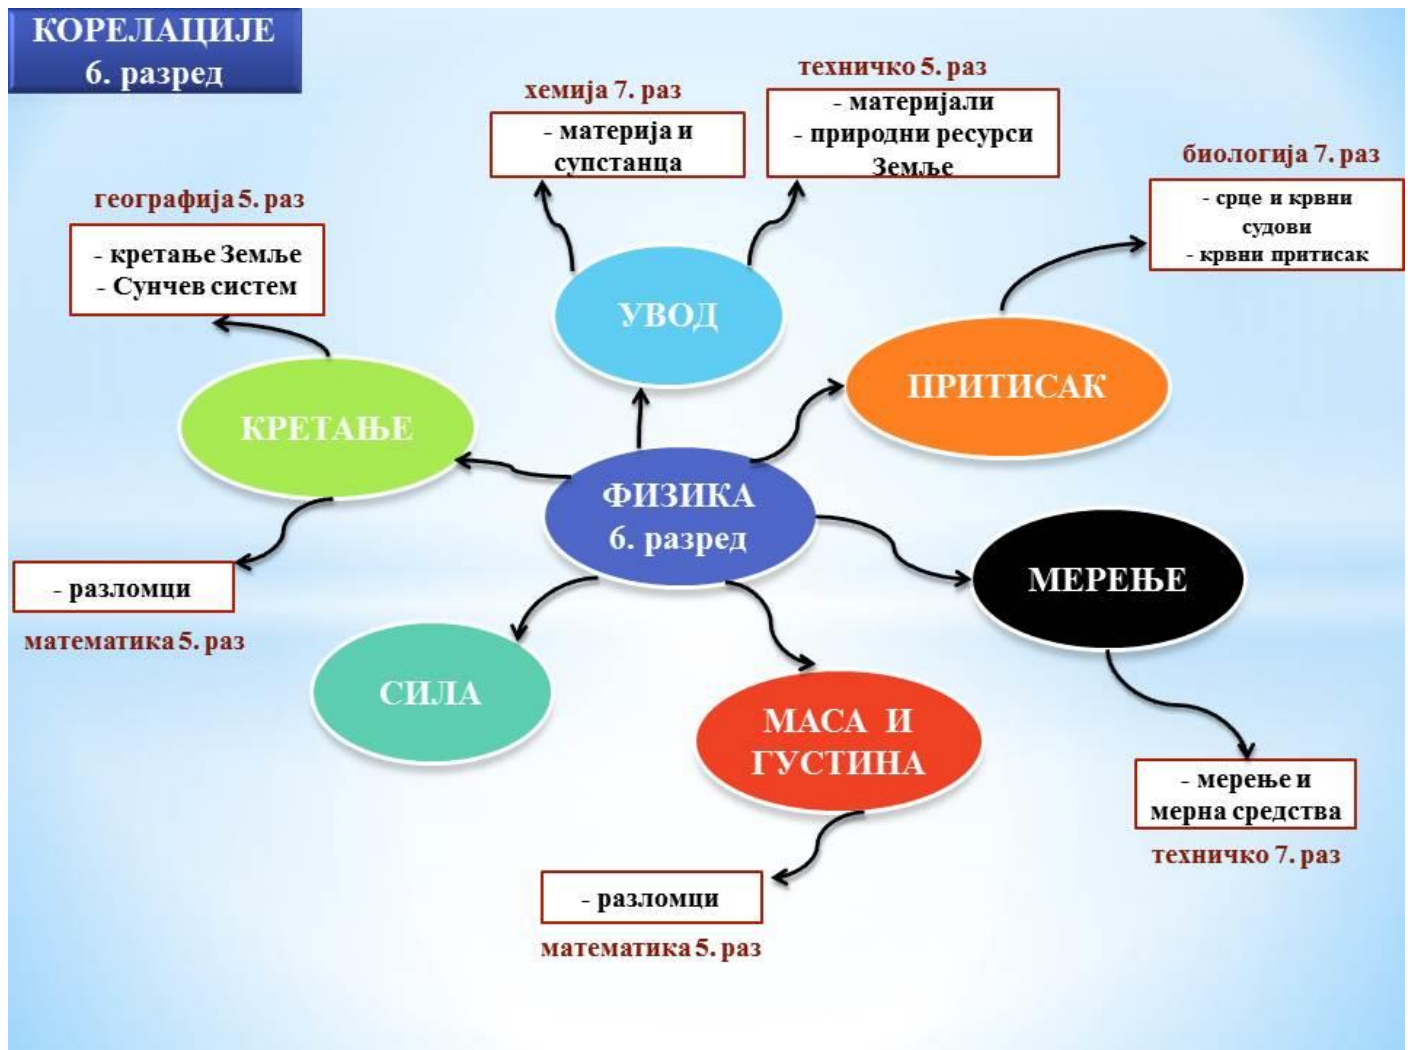 КОРЕЛАЦИЈЕ
6. разред
хемија 7. раз
- материја и
супстанца
техничко 5. раз
- материјали
- природни ресурси
Земље
биологија 7. раз
- срце и крвни
судови
- крвни притисак
географија 5. раз
- кретање Земље
- Сунчев систем
УВОД
ПРИТИСАК
КРЕТАЊЕ
ФИЗИКА
6. разред
МЕРЕЊЕ
- разломци
математика 5. раз
СИЛА
МАСА И
ГУСТИНА
- мерење и
мерна средства
техничко 7. раз
- разломци
математика 5. раз